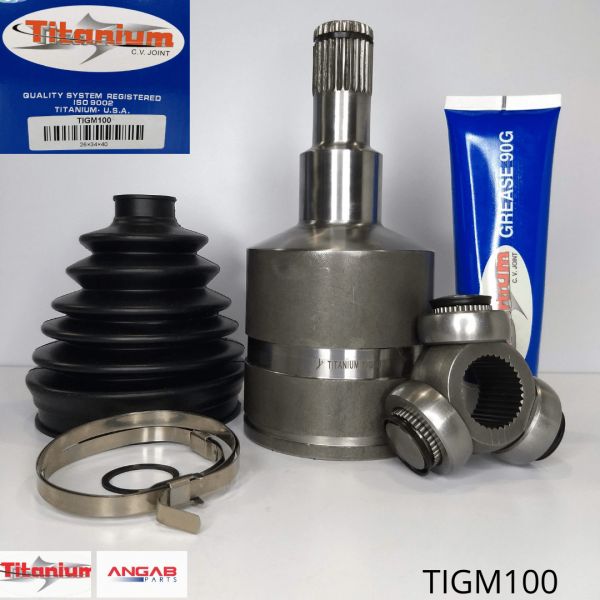 Titanium
C.V. JOINT
QUALITY SYSTEM REGISTERED
ISO 9002
TITANIUM- U.S.A.
TIGM100
26×34×40
GREASE 90G
Titanium
C.V. JOINT
TITANIUM
Titanium
ANGAB
PARTS
TIGM100